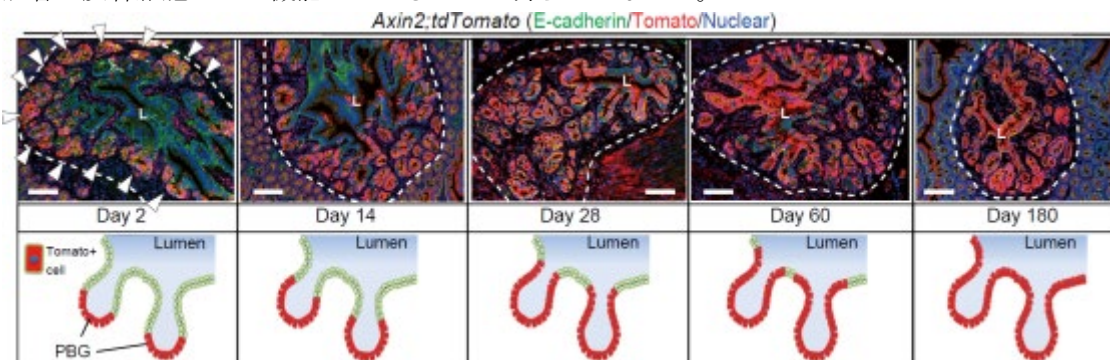 Axin2;tdTomato (E-cadherin/Tomato/Nuclear)
L
L
L
L
L
Day 2
Day 14
Day 28
Day 60
Day 180
Tomato+
cell
Lumen
Lumen
Lumen
Lumen
Lumen
PBG